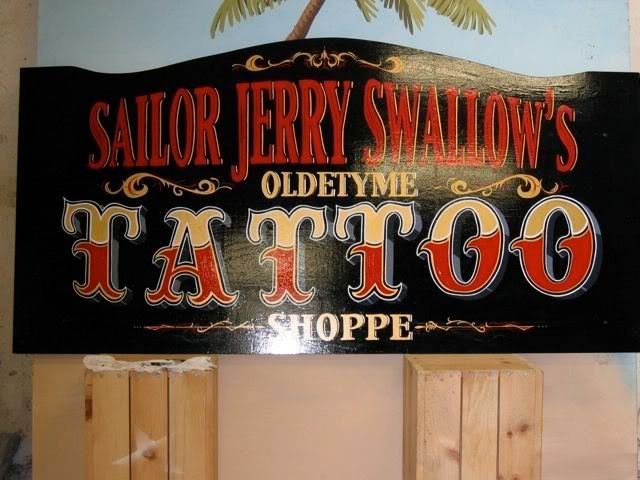 SAILOR JERRY SWALLOW'S
OLDETYME
TATTOO
SHOPPE